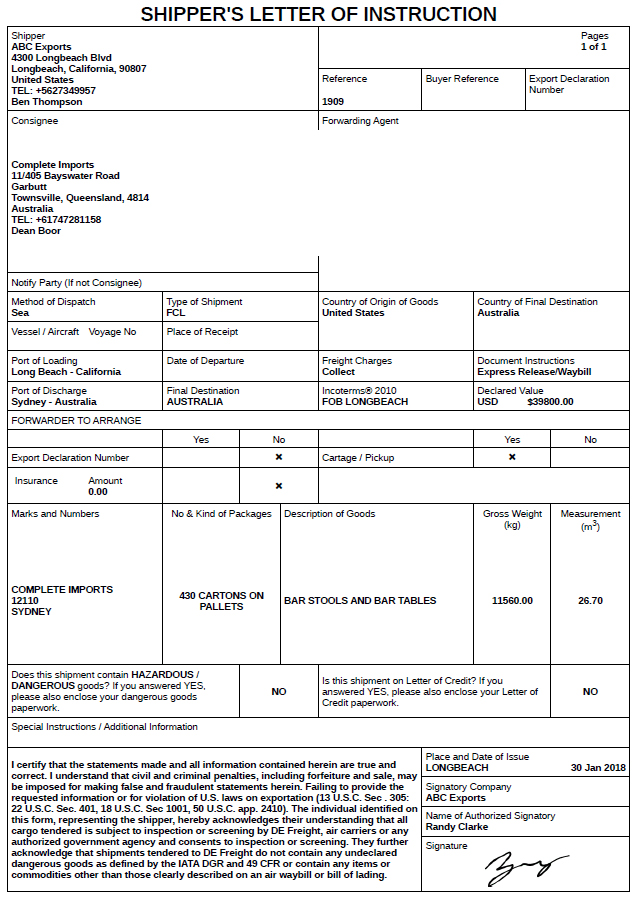 SHIPPER'S LETTER OF INSTRUCTION
Shipper
ABC Exports
4300 Longbeach Blvd
Longbeach, California, 90807
United States
TEL: +5627349957
Ben Thompson
Pages
1 of 1
Reference
1909
Buyer Reference
Export Declaration
Number
Consignee
Complete Imports
11/405 Bayswater Road
Garbutt
Townsville, Queensland, 4814
Australia
TEL: +61747281158
Dean Boor
Forwarding Agent
Notify Party (If not Consignee)
Method of Dispatch
Sea
Type of Shipment
FCL
Country of Origin of Goods
United States
Country of Final Destination
Australia
Vessel / Aircraft Voyage No
Place of Receipt
Port of Loading
Long Beach - California
Date of Departure
Freight Charges
Collect
Document Instructions
Express Release/Waybill
Port of Discharge
Sydney - Australia
Final Destination
AUSTRALIA
Incoterms® 2010
FOB LONGBEACH
Declared Value
USD $39800.00
FORWARDER TO ARRANGE
Yes No Yes No
Export Declaration Number ✖ Cartage / Pickup ✖
Insurance Amount
0.00 ✖
Marks and Numbers
No & Kind of Packages
Description of Goods
Gross Weight
(kg)
Measurement
(m³)
COMPLETE IMPORTS
12110
SYDNEY
430 CARTONS ON
PALLETS
BAR STOOLS AND BAR TABLES
11560.00
26.70
Does this shipment contain HAZARDOUS /
DANGEROUS goods? If you answered YES,
please also enclose your dangerous goods
paperwork.
NO
Is this shipment on Letter of Credit? If you
answered YES, please also enclose your Letter of
Credit paperwork.
NO
Special Instructions / Additional Information
I certify that the statements made and all information contained herein are true and
correct. I understand that civil and criminal penalties, including forfeiture and sale, may
be imposed for making false and fraudulent statements herein. Failing to provide the
requested information or for violation of U.S. laws on exportation (13 U.S.C. Sec . 305:
22 U.S.C. Sec. 401, 18 U.S.C. Sec 1001, 50 U.S.C. app. 2410). The individual identified on
this form, representing the shipper, hereby acknowledges their understanding that all
cargo tendered is subject to inspection or screening by DE Freight, air carriers or any
authorized government agency and consents to inspection or screening. They further
acknowledge that shipments tendered to DE Freight do not contain any undeclared
dangerous goods as defined by the IATA DGR and 49 CFR or contain any items or
commodities other than those clearly described on an air waybill or bill of lading.
Place and Date of Issue
LONGBEACH 30 Jan 2018
Signatory Company
ABC Exports
Name of Authorized Signatory
Randy Clarke
Signature